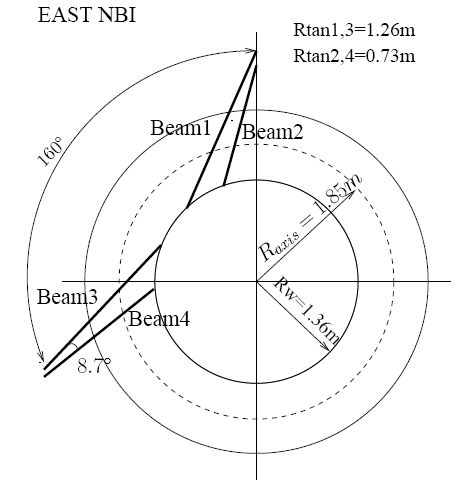 EAST NBI
Rtan1,3=1.26m
Rtan2,4=0.73m
Beam1
Beam2
160°
R_axis = 1.85m
Rw=1.36m
Beam3
Beam4
8.7°